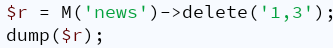 $r = M('news')->delete('1,3');
dump($r);